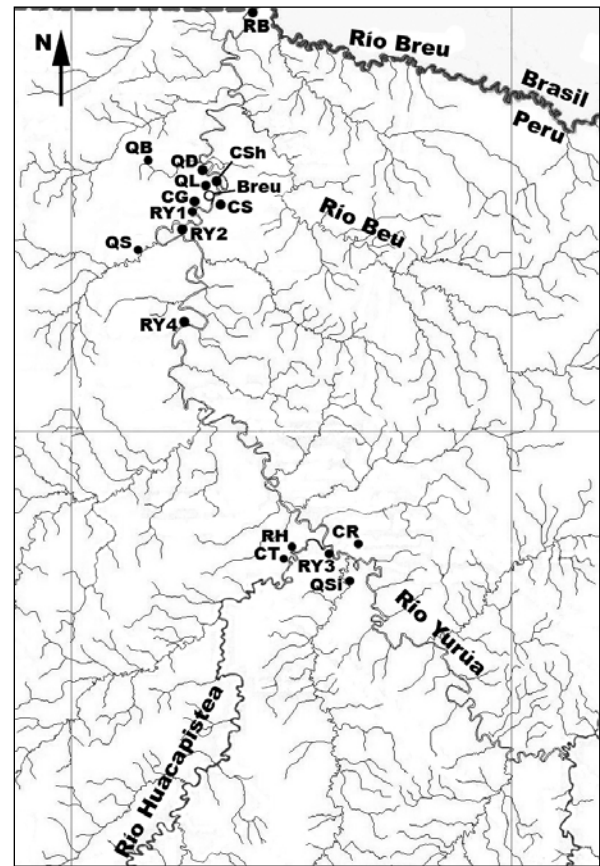 RB
Río Breu
N
Brasil
Peru
QB
QD
CSh
QL
Breu
CG
CS
RY1
Río Beu
RY2
QS
RY4
RH
CR
CT
RY3
QSi
Río Yurúa
Río Huacapistea